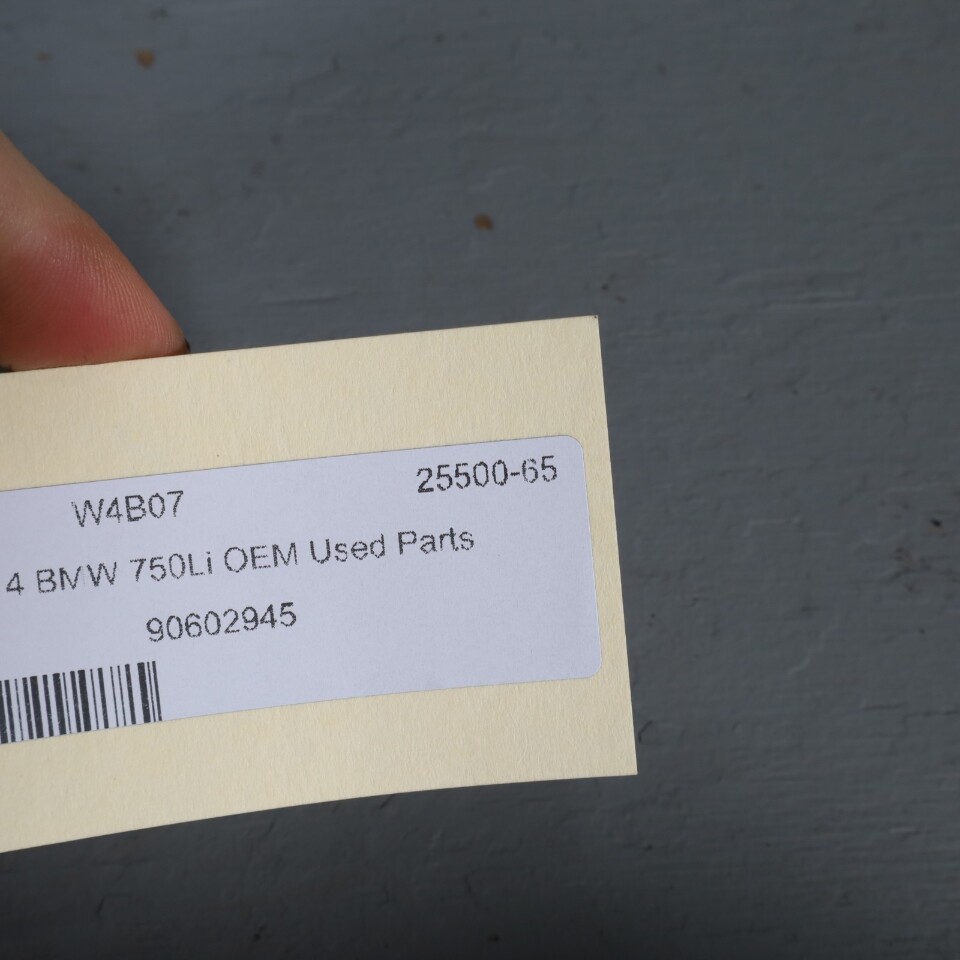 W4B07 25500-65
4 BMW 750Li OEM Used Parts
90602945